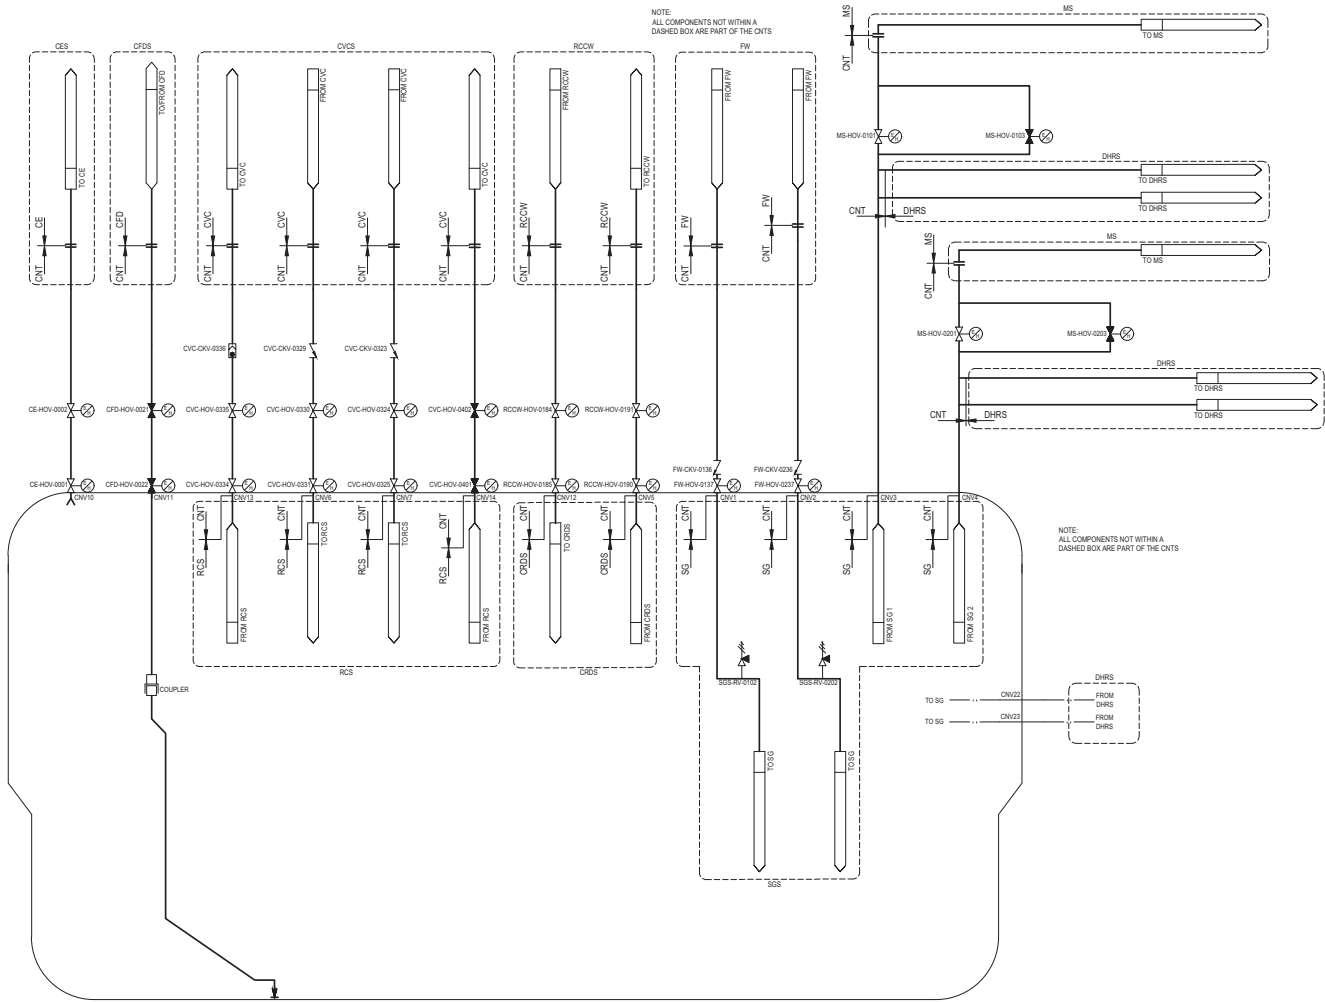 NOTE:
ALL COMPONENTS NOT WITHIN A
DASHED BOX ARE PART OF THE CNTS
CES
CFDS
CVCS
RCCW
FW
MS
MS
CNT
TO MS
TO CE
TO/FROM CFD
TO CVC
FROM CVC
FROM CVC
TO CVC
FROM RCCW
TO RCCW
FROM FW
FROM FW
MS-HOV-0101
MS-HOV-0103
DHRS
TO DHRS
TO DHRS
CNT
DHRS
CE
CNT
CFD
CNT
CVC
CNT
CVC
CNT
CVC
CNT
CVC
CNT
RCCW
CNT
RCCW
CNT
FW
CNT
FW
CNT
MS
MS
CNT
TO MS
MS-HOV-0201
MS-HOV-0203
CVC-CKV-0336
CVC-CKV-0329
CVC-CKV-0323
DHRS
TO DHRS
TO DHRS
CNT
DHRS
CE-HOV-0002
CFD-HOV-0021
CVC-HOV-0335
CVC-HOV-0330
CVC-HOV-0324
CVC-HOV-0402
RCCW-HOV-0184
RCCW-HOV-0191
FW-CKV-0136
FW-CKV-0236
CE-HOV-0001
CFD-HOV-0022
CVC-HOV-0334
CVC-HOV-0331
CVC-HOV-0325
CVC-HOV-0401
RCCW-HOV-0185
RCCW-HOV-0190
FW-HOV-0137
FW-HOV-0237
CNV10
CNV11
CNV13
CNV6
CNV7
CNV14
CNV12
CNV5
CNV1
CNV2
CNV3
CNV4
CNT
RCS
CNT
RCS
CNT
RCS
CNT
RCS
CNT
CRDS
CNT
CRDS
CNT
SG
CNT
SG
CNT
SG
CNT
SG
NOTE:
ALL COMPONENTS NOT WITHIN A
DASHED BOX ARE PART OF THE CNTS
FROM RCS
TO RCS
TO RCS
FROM RCS
TO CRDS
FROM CRDS
FROM SG 1
FROM SG 2
RCS
CRDS
SGS-RV-0102
SGS-RV-0202
COUPLER
DHRS
TO SG
CNV22
FROM
DHRS
TO SG
CNV23
FROM
DHRS
TO SG
TO SG
SGS